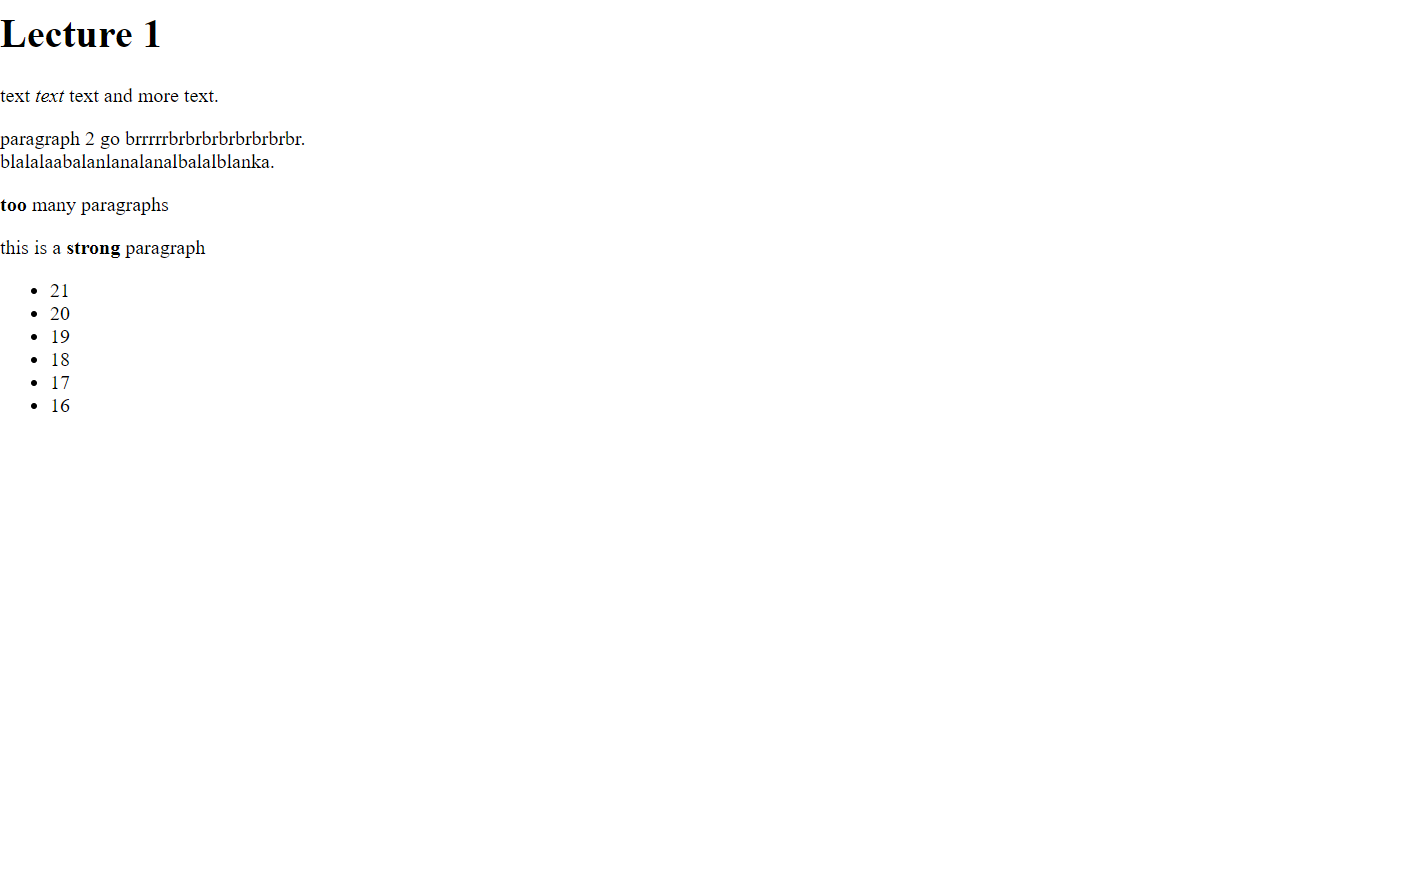 Lecture 1
text text text and more text.
paragraph 2 go brrrrrbrbrbrbrbrbrbrbr.
blalalaabalanlanalanalbalalblanka.
too many paragraphs
this is a strong paragraph
21
20
19
18
17
16